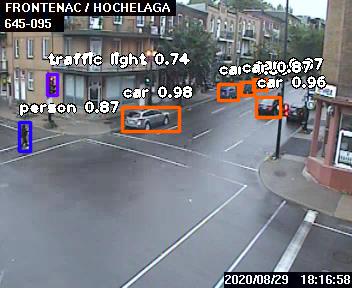 FRONTENAC / HOCHELAGA
645-095
traffic light 0.74
car 0.87
person 0.87
car 0.98
car 0.96
2020/08/29 18:16:58